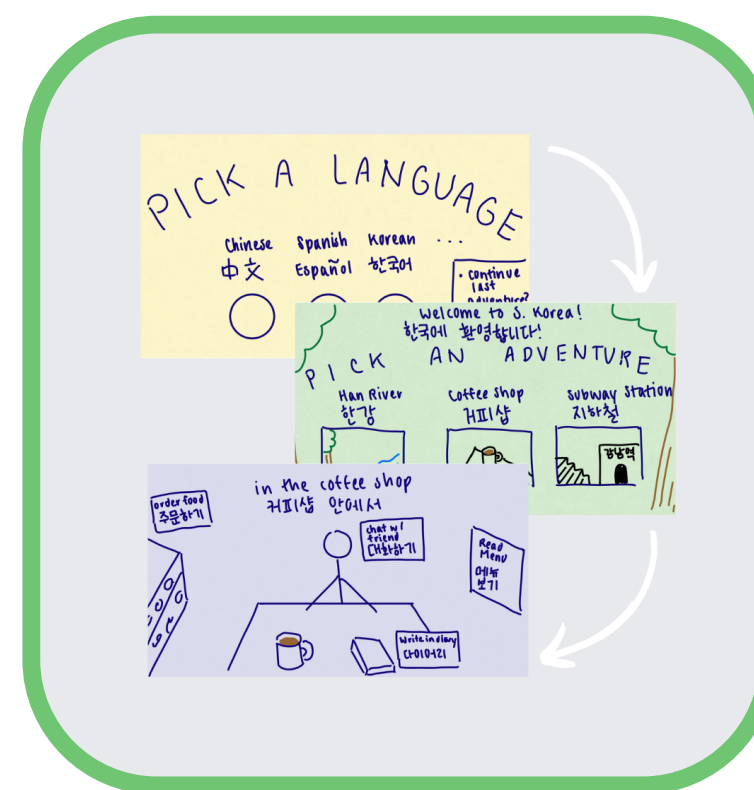 PICK A LANGUAGE
Chinese Spanish Korean ...
中文 Español 한국어
• continue
last
adventure?
Welcome to S. Korea!
한국에 환영합니다!
PICK AN ADVENTURE
Han River
한강
Coffee Shop
커피샵
Subway Station
지하철
강남역
in the coffee shop
커피샵 안에서
order food
주문하기
chat w/
friend
대화하기
Read
Menu
메뉴
보기
Write in diary
다이어리